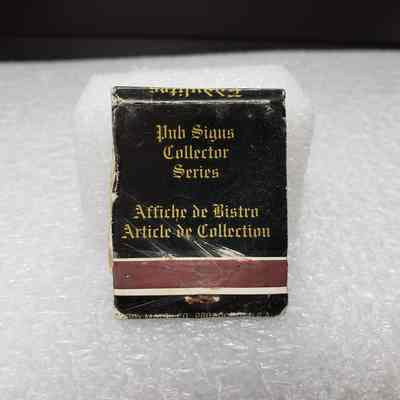 Pub Signs
Collector
Series
Affiche de Bistro
Article de Collection